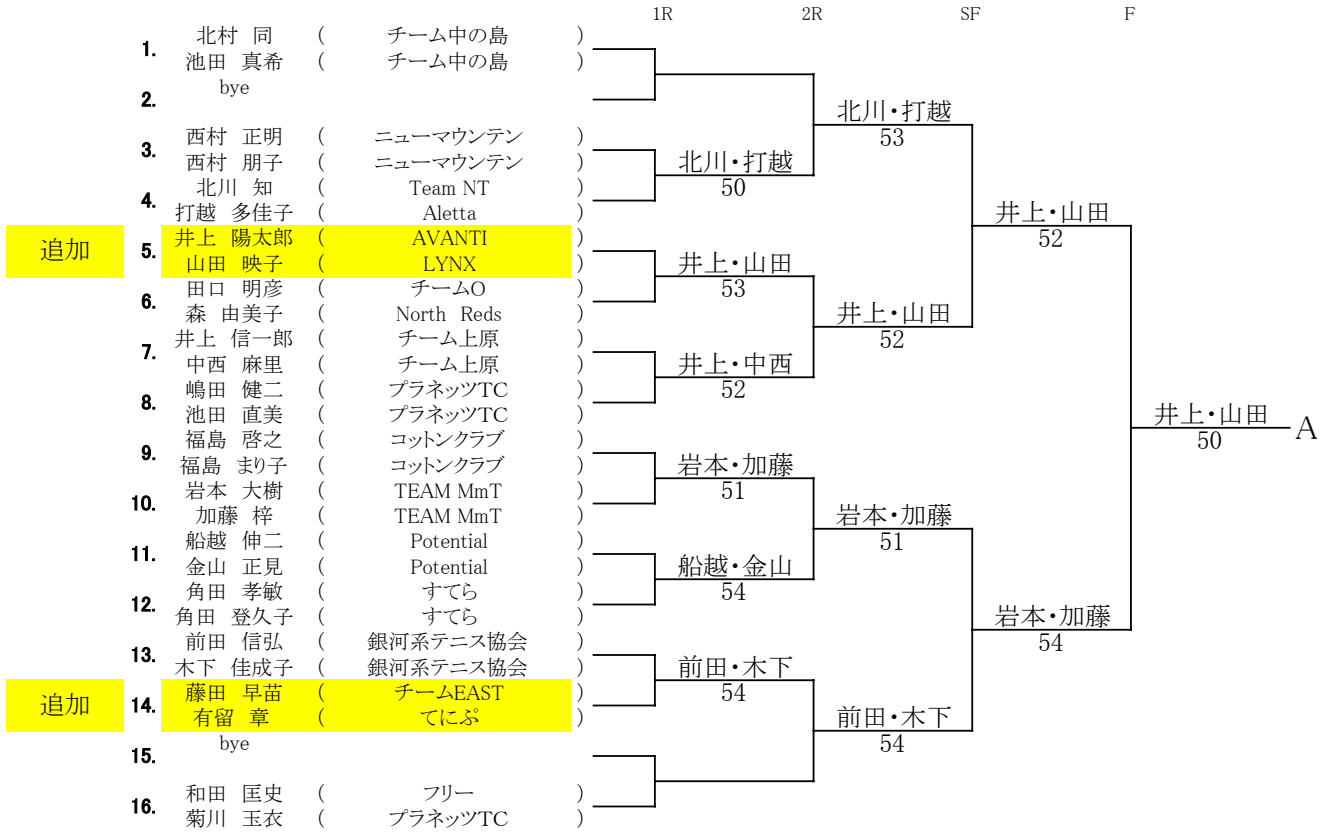 1R 2R SF F
1. 北村 同 ( チーム中の島 )
池田 真希 ( チーム中の島 )
2. bye
3. 西村 正明 ( ニューマウンテン )
西村 朋子 ( ニューマウンテン )
4. 北川 知 ( Team NT )
打越 多佳子 ( Aletta )
追加 5. 井上 陽太郎 ( AVANTI )
山田 映子 ( LYNX )
6. 田口 明彦 ( チームO )
森 由美子 ( North Reds )
7. 井上 信一郎 ( チーム上原 )
中西 麻里 ( チーム上原 )
8. 嶋田 健二 ( プラネッツTC )
池田 直美 ( プラネッツTC )
9. 福島 啓之 ( コットンクラブ )
福島 まり子 ( コットンクラブ )
10. 岩本 大樹 ( TEAM MmT )
加藤 梓 ( TEAM MmT )
11. 船越 伸二 ( Potential )
金山 正見 ( Potential )
12. 角田 孝敏 ( すてら )
角田 登久子 ( すてら )
13. 前田 信弘 ( 銀河系テニス協会 )
木下 佳成子 ( 銀河系テニス協会 )
追加 14. 藤田 早苗 ( チームEAST )
有留 章 ( てにぷ )
15. bye
16. 和田 匡史 ( フリー )
菊川 玉衣 ( プラネッツTC )
北川・打越
50
井上・山田
53
井上・中西
52
岩本・加藤
51
船越・金山
54
前田・木下
54
北川・打越
53
井上・山田
52
岩本・加藤
51
前田・木下
54
井上・山田
52
岩本・加藤
54
井上・山田 A
50